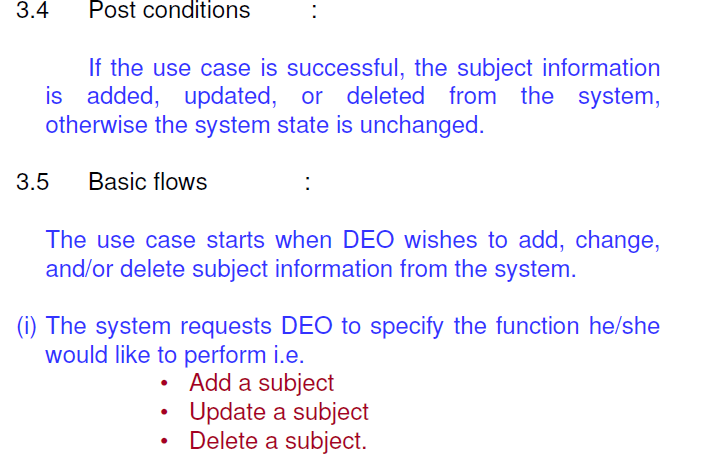 3.4 Post conditions :
If the use case is successful, the subject information
is added, updated, or deleted from the system,
otherwise the system state is unchanged.
3.5 Basic flows :
The use case starts when DEO wishes to add, change,
and/or delete subject information from the system.
(i) The system requests DEO to specify the function he/she
would like to perform i.e.
• Add a subject
• Update a subject
• Delete a subject.